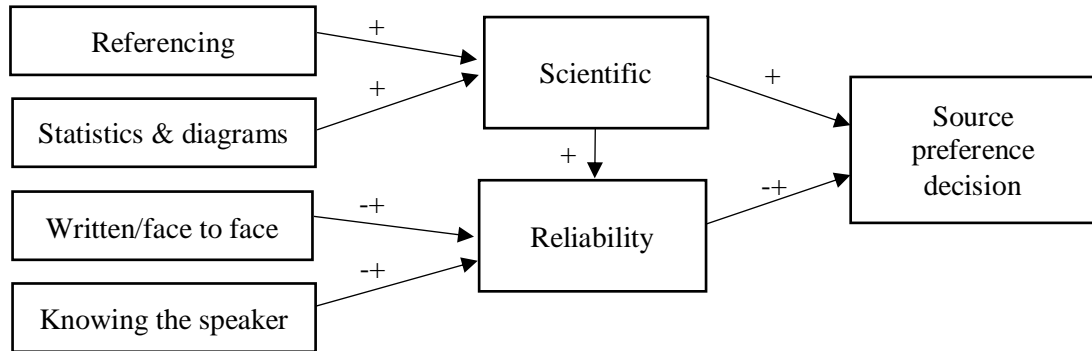 Referencing
+
Scientific
+
+
Statistics & diagrams
Source
preference
decision
+
Written/face to face
-+
Reliability
-+
-+
Knowing the speaker